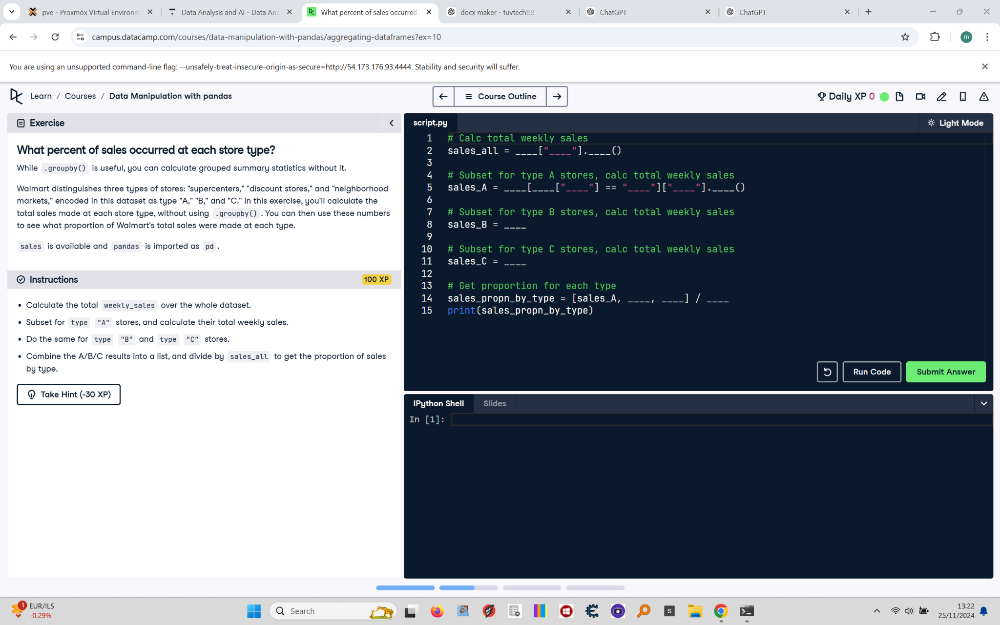 pve - Proxmox Virtual Environm
Data Analysis and AI - Data Ana
What percent of sales occurred
docx maker - tuvtech!!!!
ChatGPT
ChatGPT
campus.datacamp.com/courses/data-manipulation-with-pandas/aggregating-dataframes?ex=10
m
You are using an unsupported command-line flag: --unsafely-treat-insecure-origin-as-secure=http://54.173.176.93:4444. Stability and security will suffer.
Learn / Courses / Data Manipulation with pandas
Course Outline
Daily XP 0
Exercise
What percent of sales occurred at each store type?
While .groupby() is useful, you can calculate grouped summary statistics without it.
Walmart distinguishes three types of stores: "supercenters," "discount stores," and "neighborhood
markets," encoded in this dataset as type "A," "B," and "C." In this exercise, you'll calculate the
total sales made at each store type, without using .groupby() . You can then use these numbers
to see what proportion of Walmart's total sales were made at each type.
sales is available and pandas is imported as pd .
Instructions
100 XP
• Calculate the total weekly_sales over the whole dataset.
• Subset for type "A" stores, and calculate their total weekly sales.
• Do the same for type "B" and type "C" stores.
• Combine the A/B/C results into a list, and divide by sales_all to get the proportion of sales
by type.
Take Hint (-30 XP)
script.py
Light Mode
1 # Calc total weekly sales
2 sales_all = ____["____"].____()
3
4 # Subset for type A stores, calc total weekly sales
5 sales_A = ____[____["____"] == "____"]["____"].____()
6
7 # Subset for type B stores, calc total weekly sales
8 sales_B = ____
9
10 # Subset for type C stores, calc total weekly sales
11 sales_C = ____
12
13 # Get proportion for each type
14 sales_propn_by_type = [sales_A, ____, ____] / ____
15 print(sales_propn_by_type)
Run Code
Submit Answer
IPython Shell
Slides
In [1]:
1
EUR/ILS
-0.29%
Search
S
13:22
25/11/2024